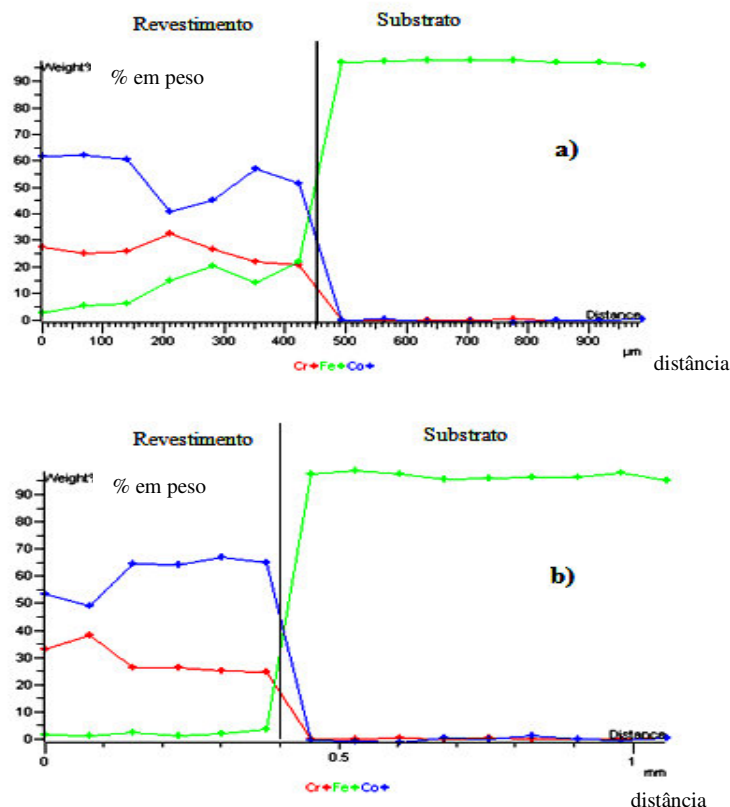 Revestimento Substrato
Weight% % em peso
90
80
70
60
50
40
30
20
10
0
a)
Distance
0 100 200 300 400 500 600 700 800 900
µm
distância
Cr Fe Co
Revestimento Substrato
Weight% % em peso
90
80
70
60
50
40
30
20
10
0
b)
Distance
0 0.5 1
mm
Cr Fe Co
distância